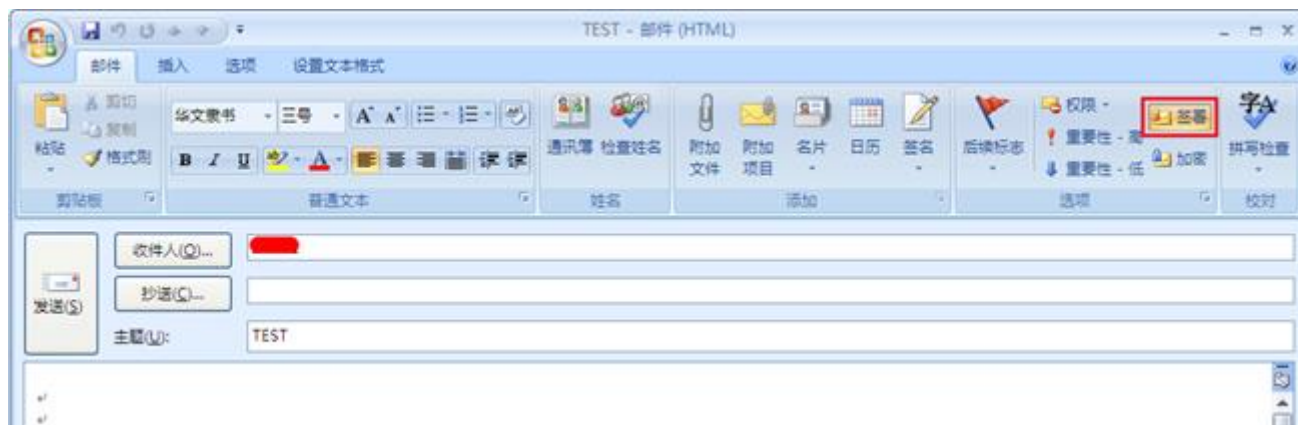 TEST - 邮件 (HTML)
邮件 插入 选项 设置文本格式
粘贴
剪切
复制
格式刷
剪贴板
华文隶书 三号 A A
B I U A
普通文本
通讯簿 检查姓名
姓名
附加文件 附加项目 名片 日历 签名
添加
后续标志
权限
重要性 - 高
重要性 - 低
签署
加密
选项
字A
拼写检查
校对
发送(S)
收件人(O)...
抄送(C)...
主题(U):
TEST